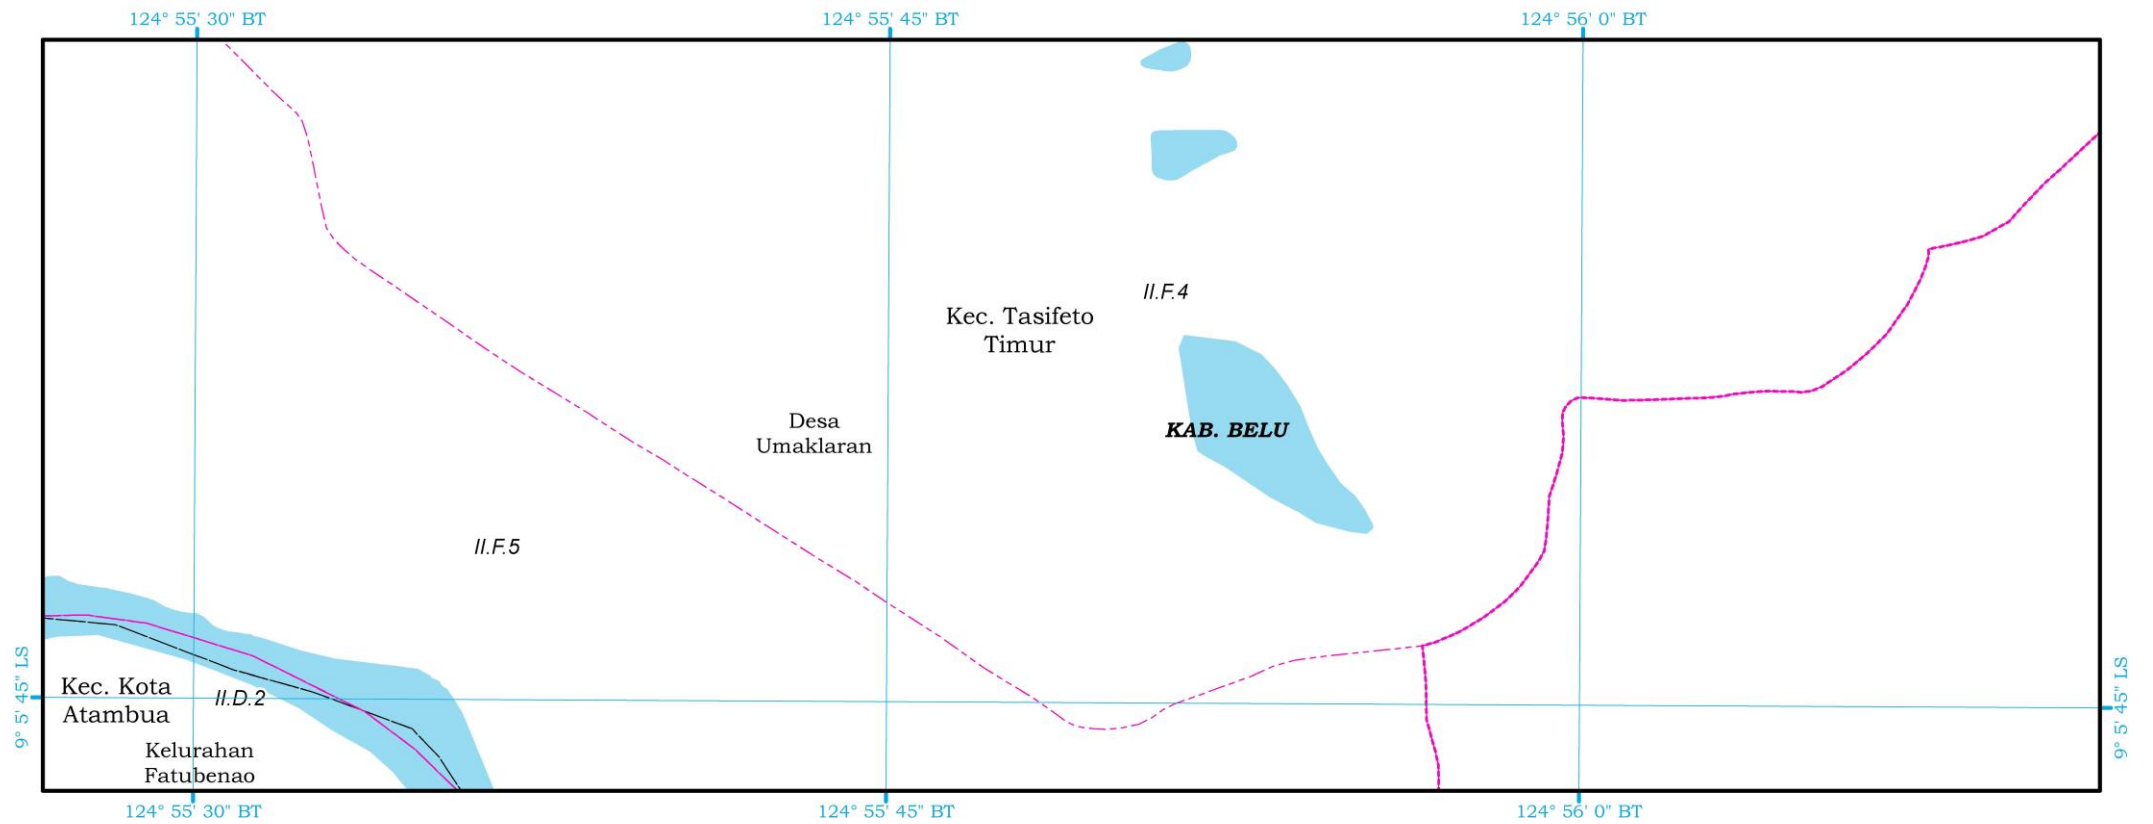 124° 55' 30" BT
124° 55' 45" BT
124° 56' 0" BT
II.F.4
Kec. Tasifeto
Timur
Desa
Umaklaran
KAB. BELU
II.F.5
9° 5' 45" LS
9° 5' 45" LS
Kec. Kota
Atambua
II.D.2
Kelurahan
Fatubenao
124° 55' 30" BT
124° 55' 45" BT
124° 56' 0" BT